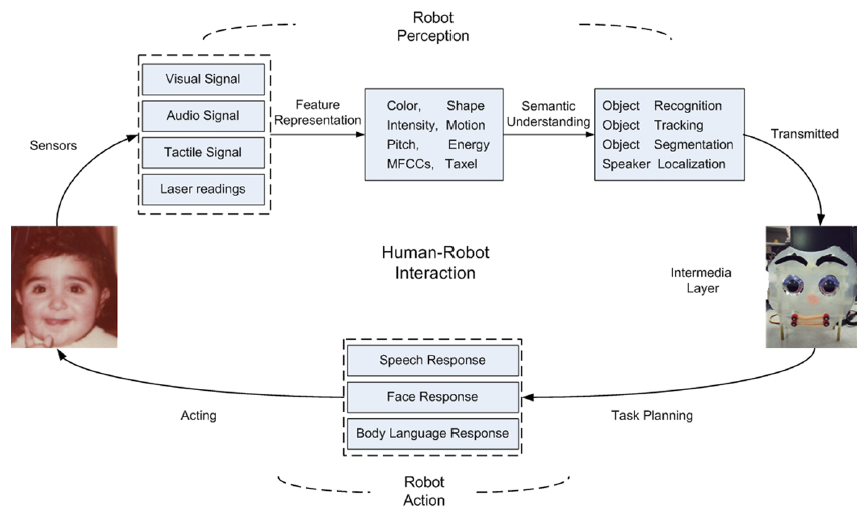 Robot
Perception
Visual Signal
Audio Signal
Tactile Signal
Laser readings
Sensors
Feature
Representation
Color, Shape
Intensity, Motion
Pitch, Energy
MFCCs, Taxel
Semantic
Understanding
Object Recognition
Object Tracking
Object Segmentation
Speaker Localization
Transmitted
Human-Robot
Interaction
Intermedia
Layer
Speech Response
Face Response
Body Language Response
Acting
Task Planning
Robot
Action